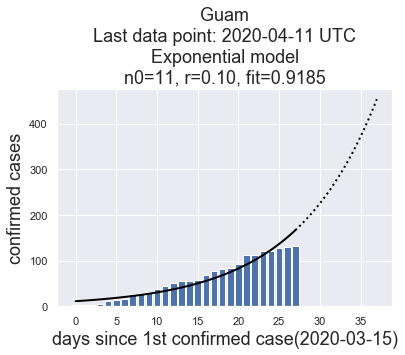 Guam
Last data point: 2020-04-11 UTC
Exponential model
n0=11, r=0.10, fit=0.9185
confirmed cases
400
300
200
100
0
0 5 10 15 20 25 30 35
days since 1st confirmed case(2020-03-15)